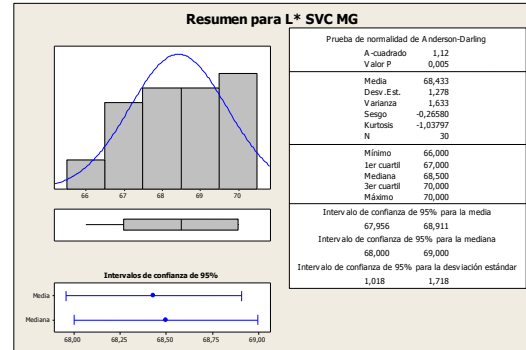 Resumen para L* SVC MG
66 67 68 69 70
Intervalos de confianza de 95%
Media
Mediana
68,00 68,25 68,50 68,75 69,00
Prueba de normalidad de Anderson-Darling
A-cuadrado 1,12
Valor P 0,005
Media 68,433
Desv.Est. 1,278
Varianza 1,633
Sesgo -0,26580
Kurtosis -1,03797
N 30
Mínimo 66,000
1er cuartil 67,000
Mediana 68,500
3er cuartil 70,000
Máximo 70,000
Intervalo de confianza de 95% para la media
67,956 68,911
Intervalo de confianza de 95% para la mediana
68,000 69,000
Intervalo de confianza de 95% para la desviación estándar
1,018 1,718